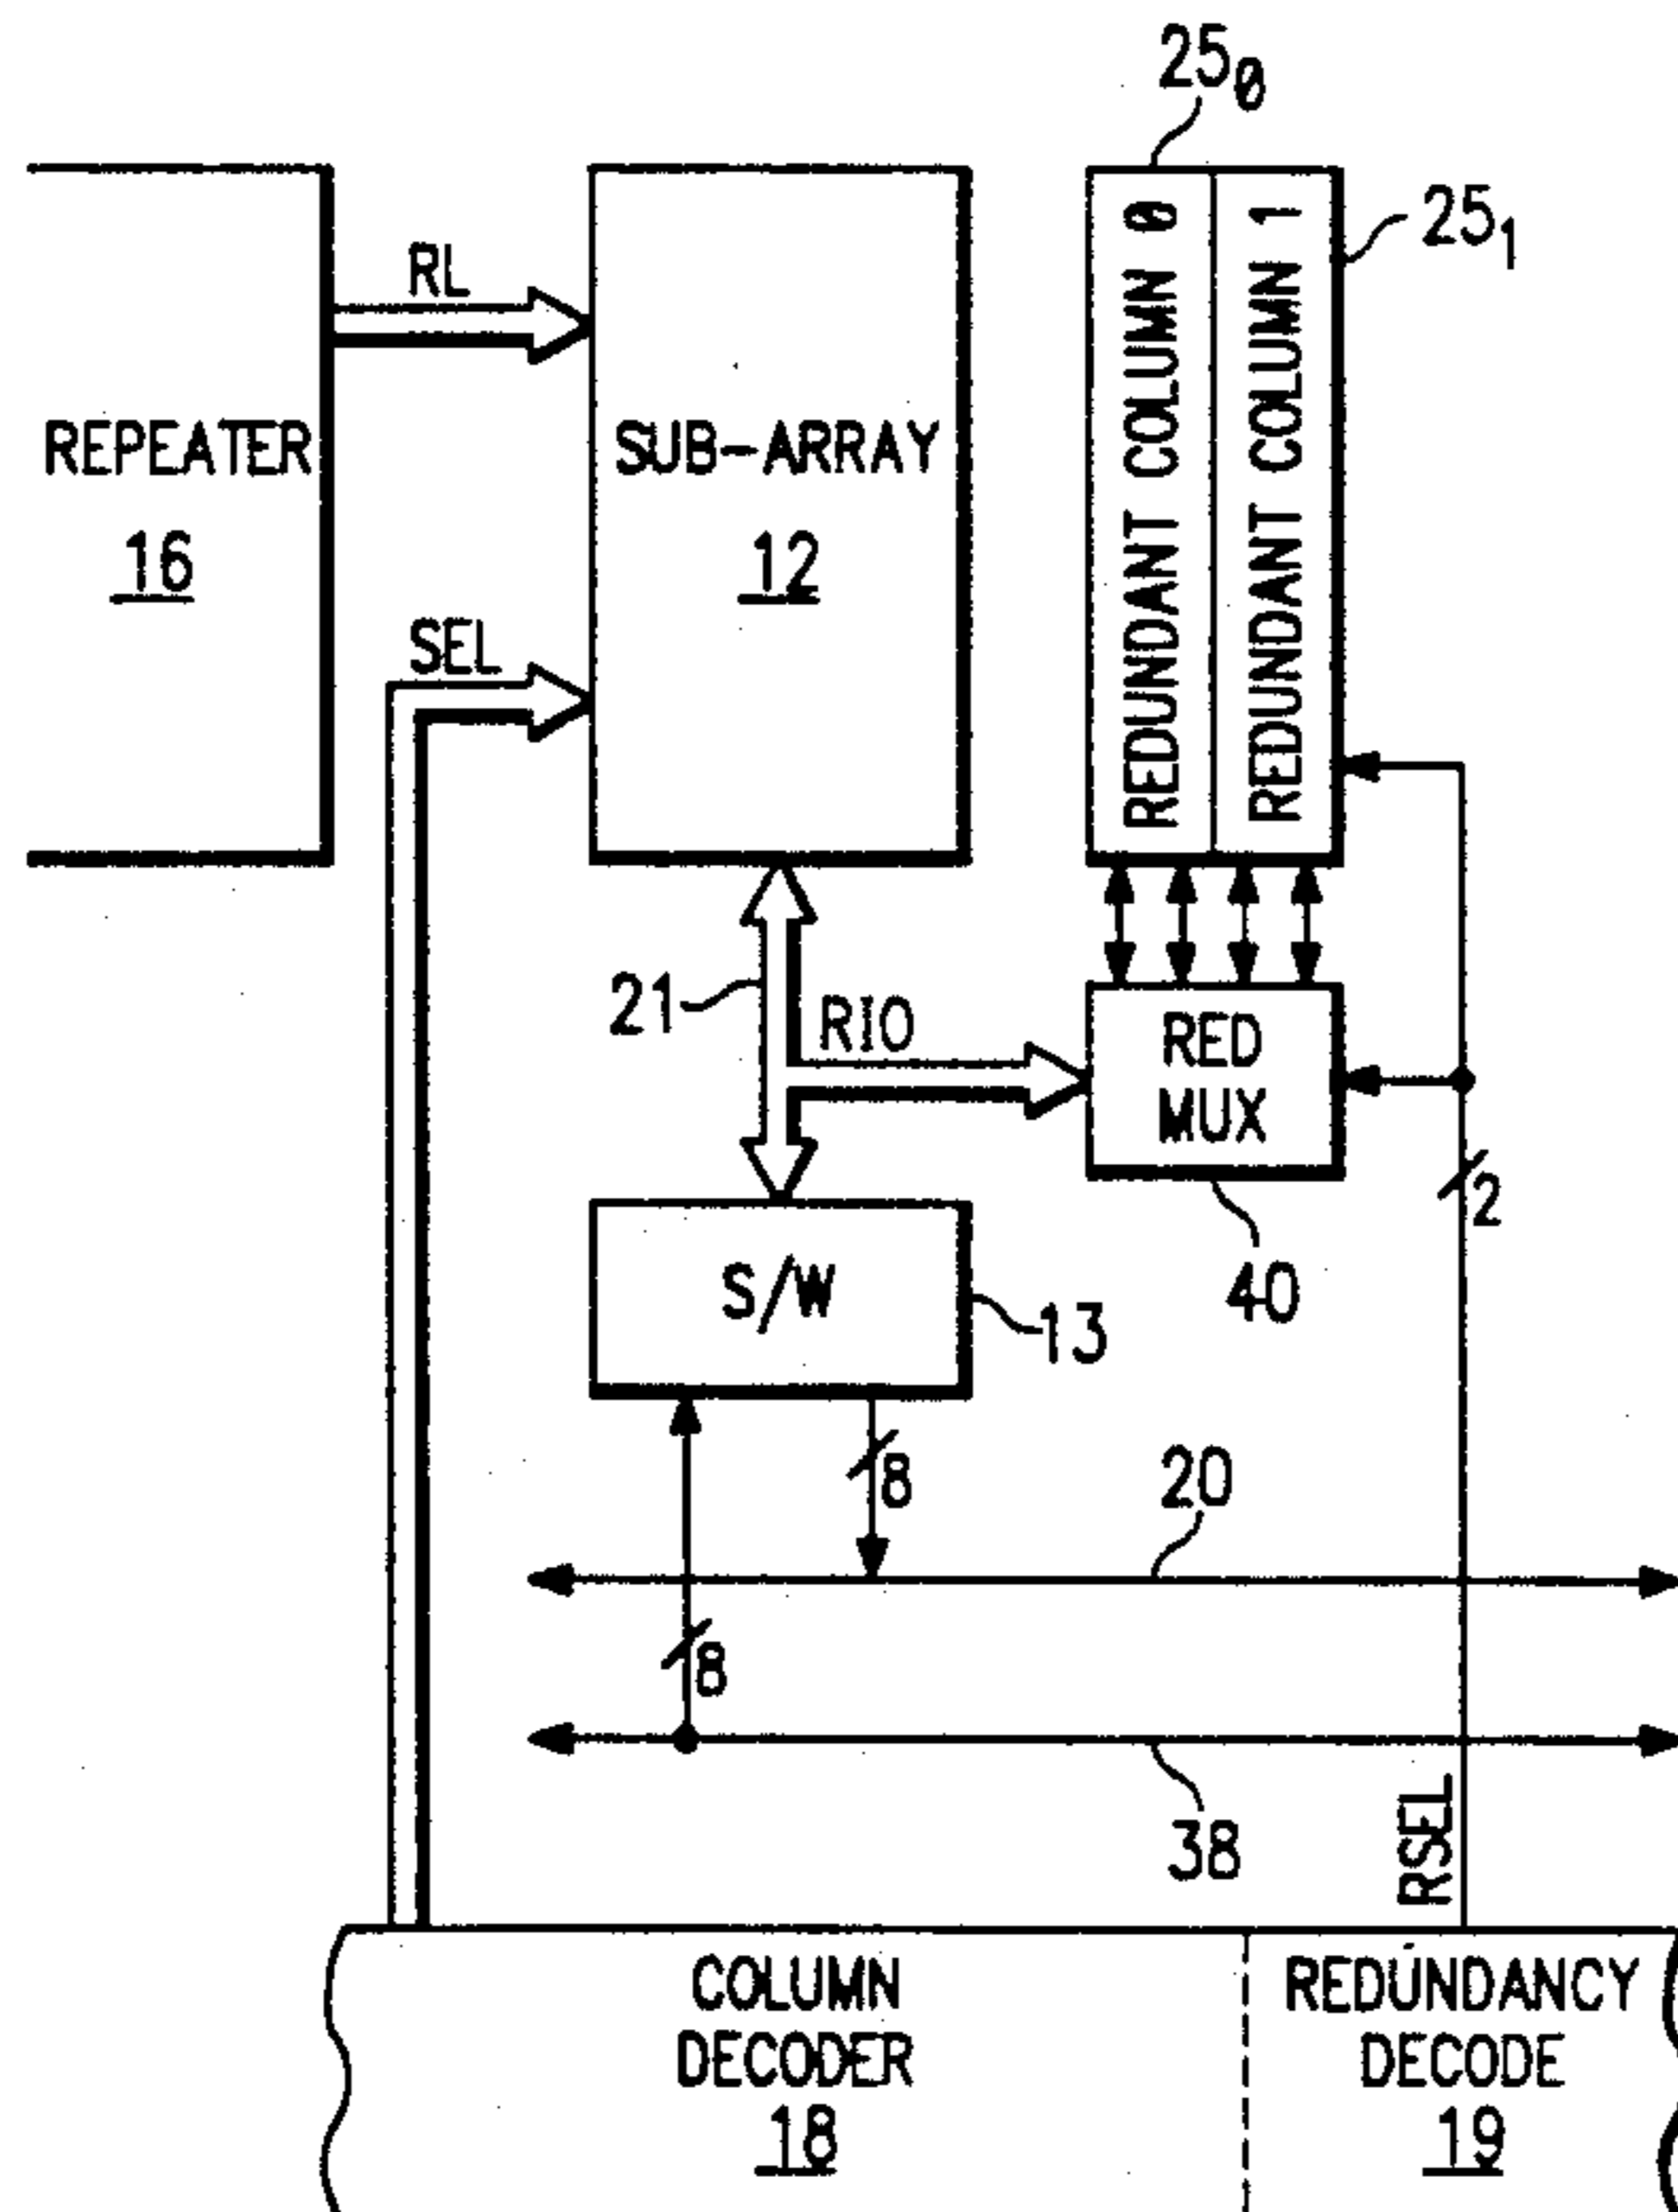 25₀
25₁
RL
REPEATER
16
SEL
SUB-ARRAY
12
REDUNDANT COLUMN 0
REDUNDANT COLUMN 1
21
RIO
RED
MUX
2
40
S/W
13
8
20
8
38
RSEL
COLUMN
DECODER
18
REDUNDANCY
DECODE
19